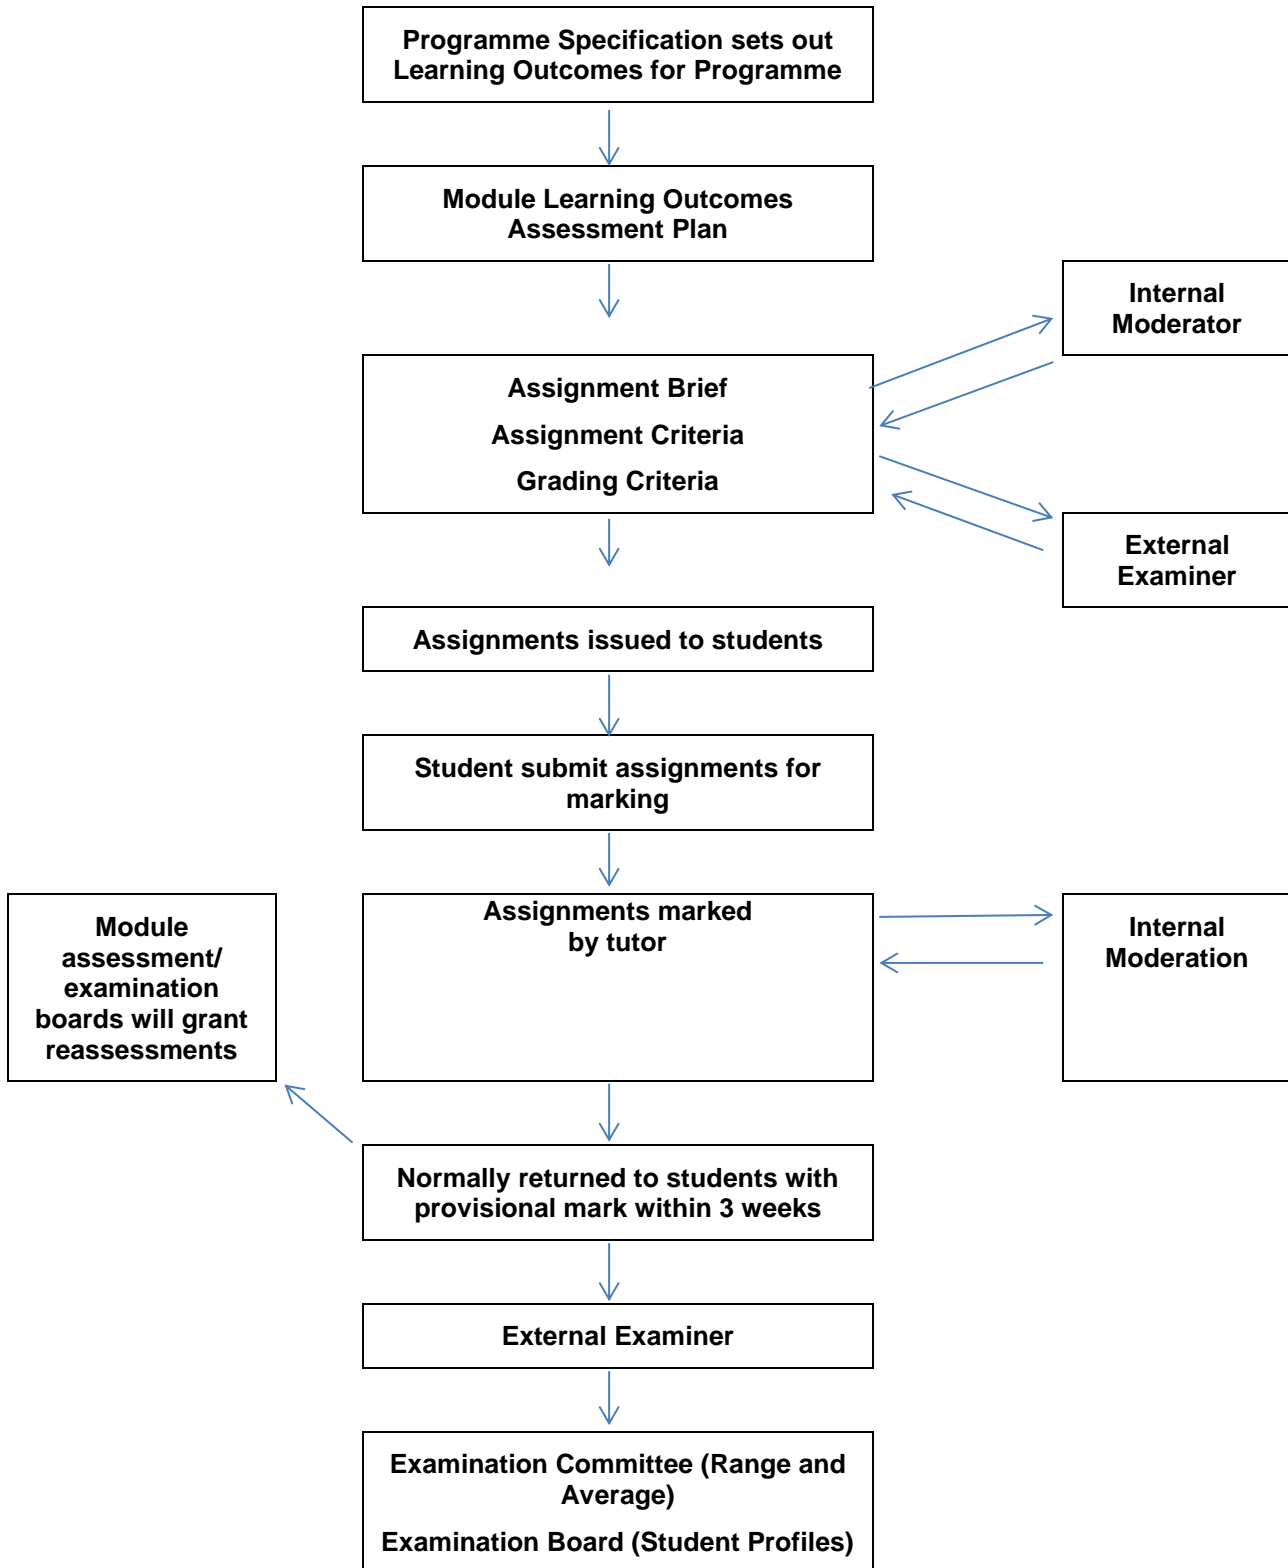 Programme Specification sets out
Learning Outcomes for Programme
Module Learning Outcomes
Assessment Plan
Internal
Moderator
Assignment Brief
Assignment Criteria
Grading Criteria
External
Examiner
Assignments issued to students
Student submit assignments for
marking
Module
assessment/
examination
boards will grant
reassessments
Assignments marked
by tutor
Internal
Moderation
Normally returned to students with
provisional mark within 3 weeks
External Examiner
Examination Committee (Range and
Average)
Examination Board (Student Profiles)